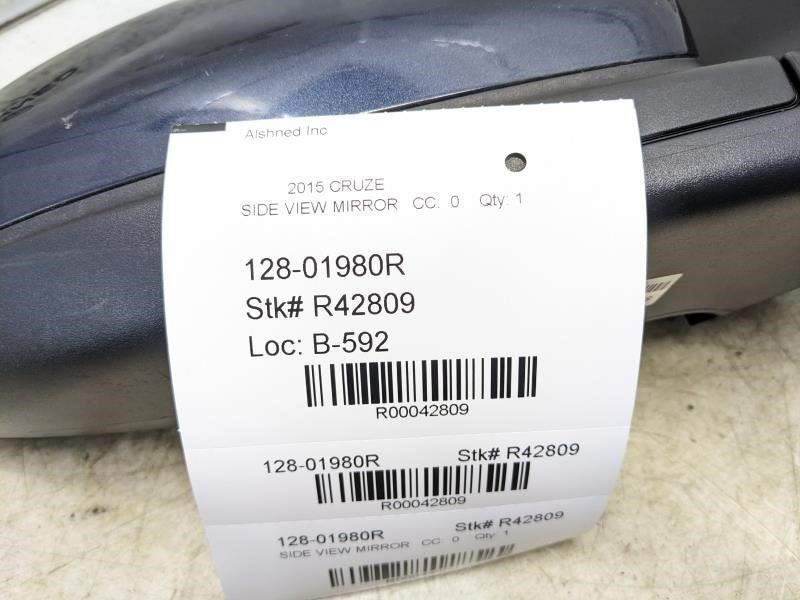 Alshned Inc
2015 CRUZE
SIDE VIEW MIRROR CC: 0 Qty: 1
128-01980R
Stk# R42809
Loc: B-592
R00042809
128-01980R Stk# R42809
R00042809
128-01980R Stk# R42809
SIDE VIEW MIRROR CC: 0 Qty: 1